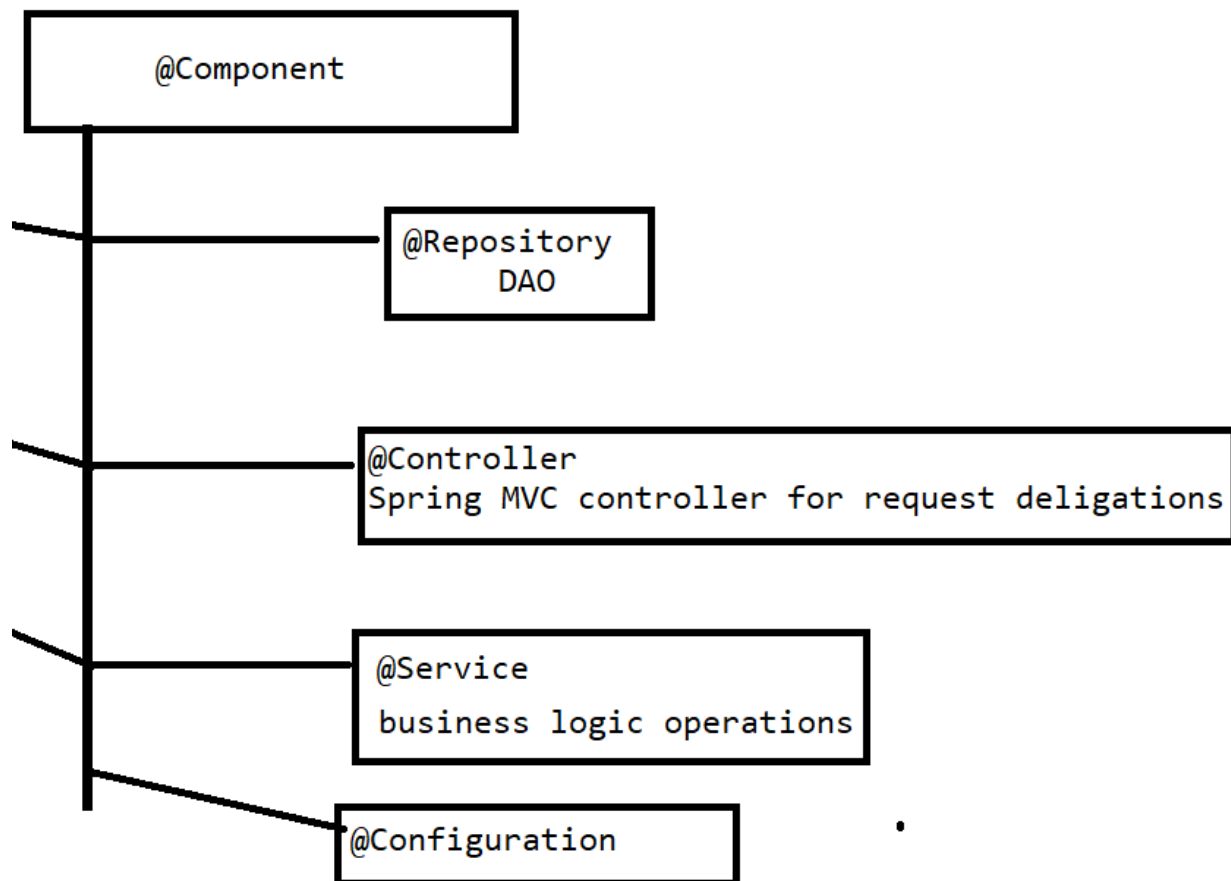 @Component
@Repository
DAO
@Controller
Spring MVC controller for request deligations
@Service
business logic operations
@Configuration